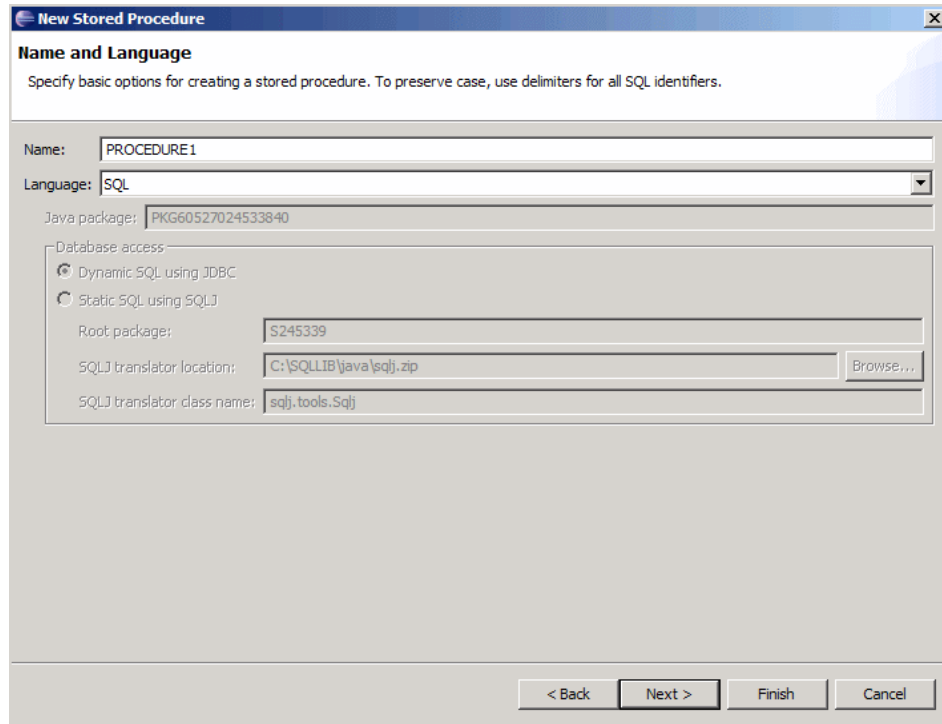 New Stored Procedure
Name and Language
Specify basic options for creating a stored procedure. To preserve case, use delimiters for all SQL identifiers.
Name: PROCEDURE1
Language: SQL
Java package: PKG60527024533840
Database access
Dynamic SQL using JDBC
Static SQL using SQLJ
Root package: S245339
SQLJ translator location: C:\SQLLIB\java\sqlj.zip Browse...
SQLJ translator class name: sqlj.tools.Sqlj
< Back Next > Finish Cancel